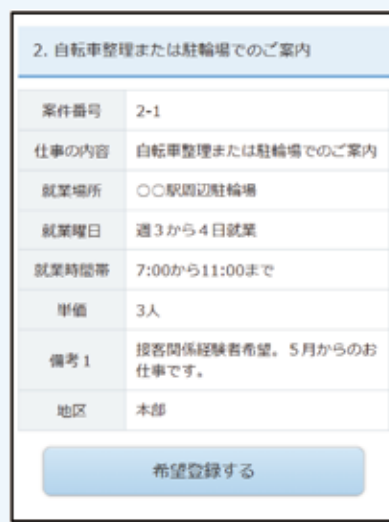 2. 自転車整理または駐輪場でのご案内
案件番号 2-1
仕事の内容 自転車整理または駐輪場でのご案内
就業場所 〇〇駅周辺駐輪場
就業曜日 週3から4日就業
就業時間帯 7:00から11:00まで
単価 3人
備考1 接客関係経験者希望。5月からのお
仕事です。
地区 本部
希望登録する